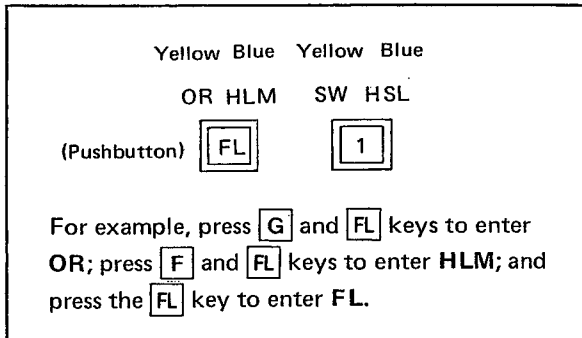 Yellow Blue Yellow Blue
OR HLM SW HSL
(Pushbutton) FL 1
For example, press G and FL keys to enter
OR; press F and FL keys to enter HLM; and
press the FL key to enter FL.